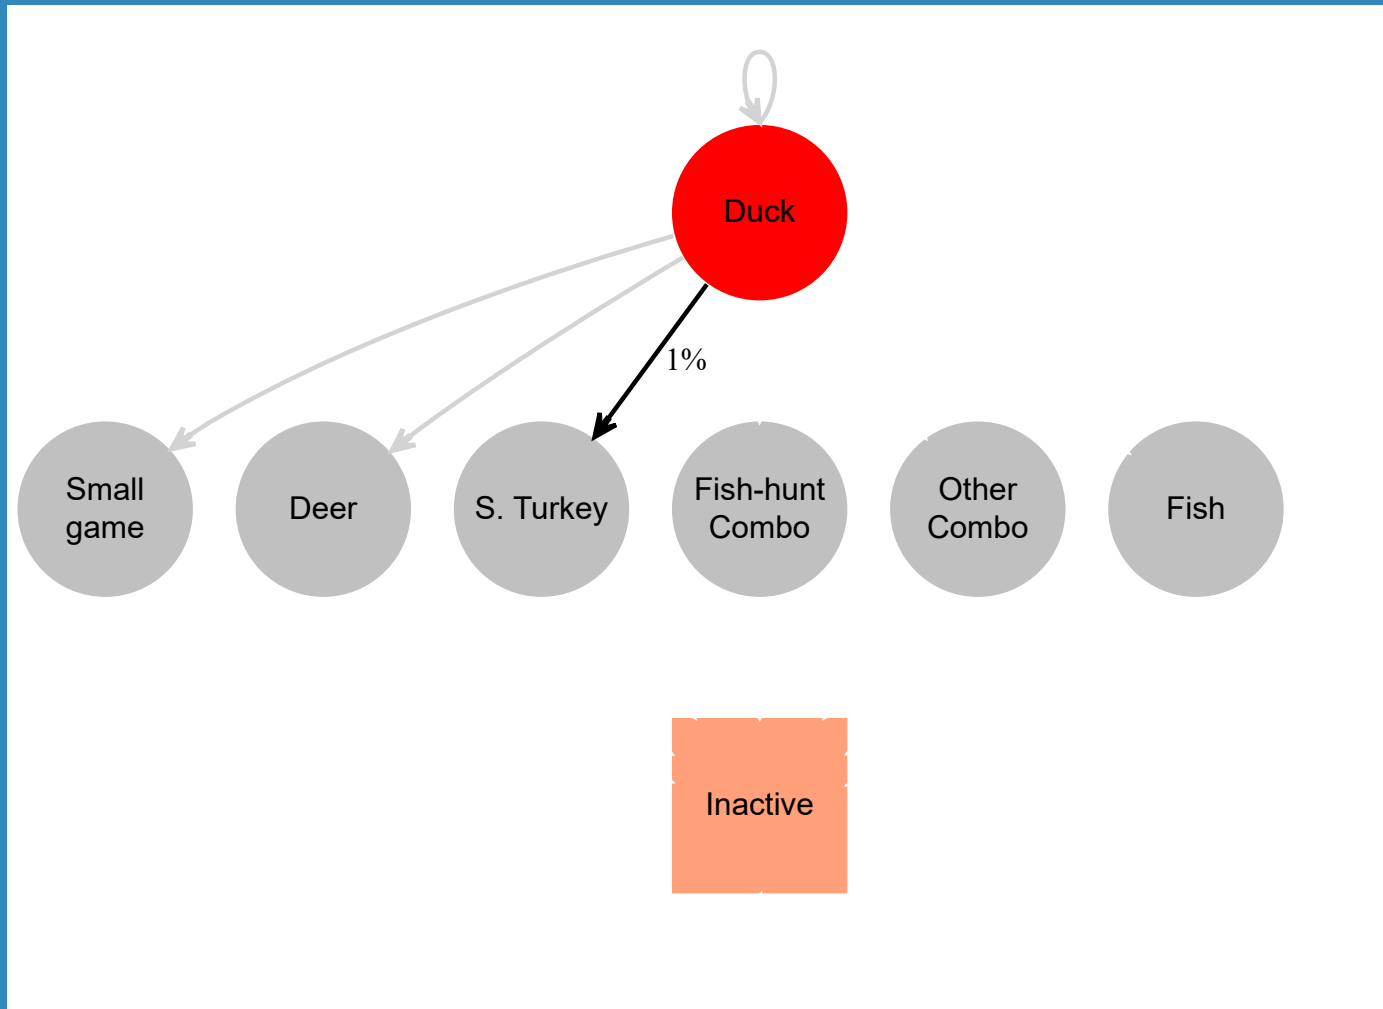 Duck
1%
Small
game
Deer
S. Turkey
Fish-hunt
Combo
Other
Combo
Fish
Inactive